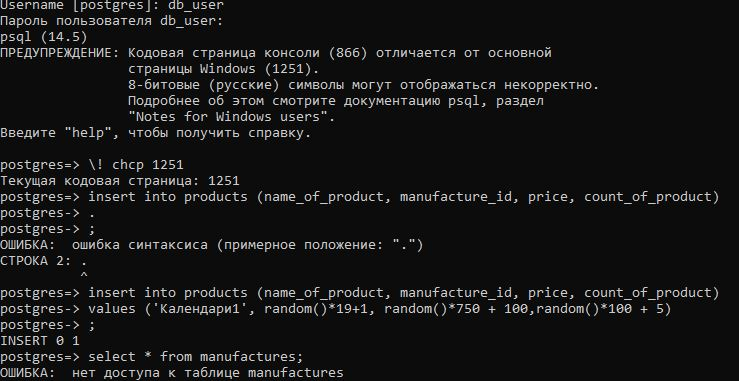 Username [postgres]: db_user
Пароль пользователя db_user:
psql (14.5)
ПРЕДУПРЕЖДЕНИЕ: Кодовая страница консоли (866) отличается от основной
страницы Windows (1251).
8-битовые (русские) символы могут отображаться некорректно.
Подробнее об этом смотрите документацию psql, раздел
"Notes for Windows users".
Введите "help", чтобы получить справку.
postgres=> \! chcp 1251
Текущая кодовая страница: 1251
postgres=> insert into products (name_of_product, manufacture_id, price, count_of_product)
postgres-> .
postgres-> ;
ОШИБКА:  ошибка синтаксиса (примерное положение: ".")
СТРОКА 2: .
^
postgres=> insert into products (name_of_product, manufacture_id, price, count_of_product)
postgres-> values ('Календари1', random()*19+1, random()*750 + 100,random()*100 + 5)
postgres-> ;
INSERT 0 1
postgres=> select * from manufactures;
ОШИБКА:  нет доступа к таблице manufactures